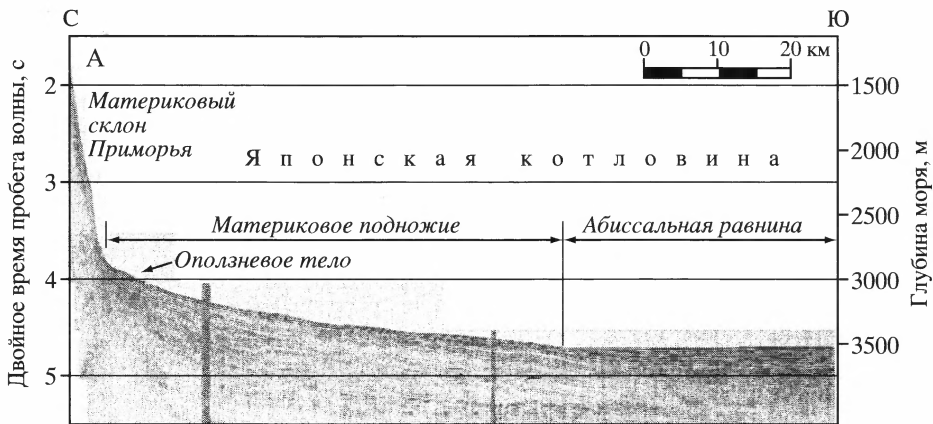 С
Ю
А
0 10 20 км
Материковый
склон
Приморья
Японская котловина
Материковое подножие
Абиссальная равнина
Оползневое тело
Двойное время пробега волны, с
2
3
4
5
1500
2000
2500
3000
3500
Глубина моря, м